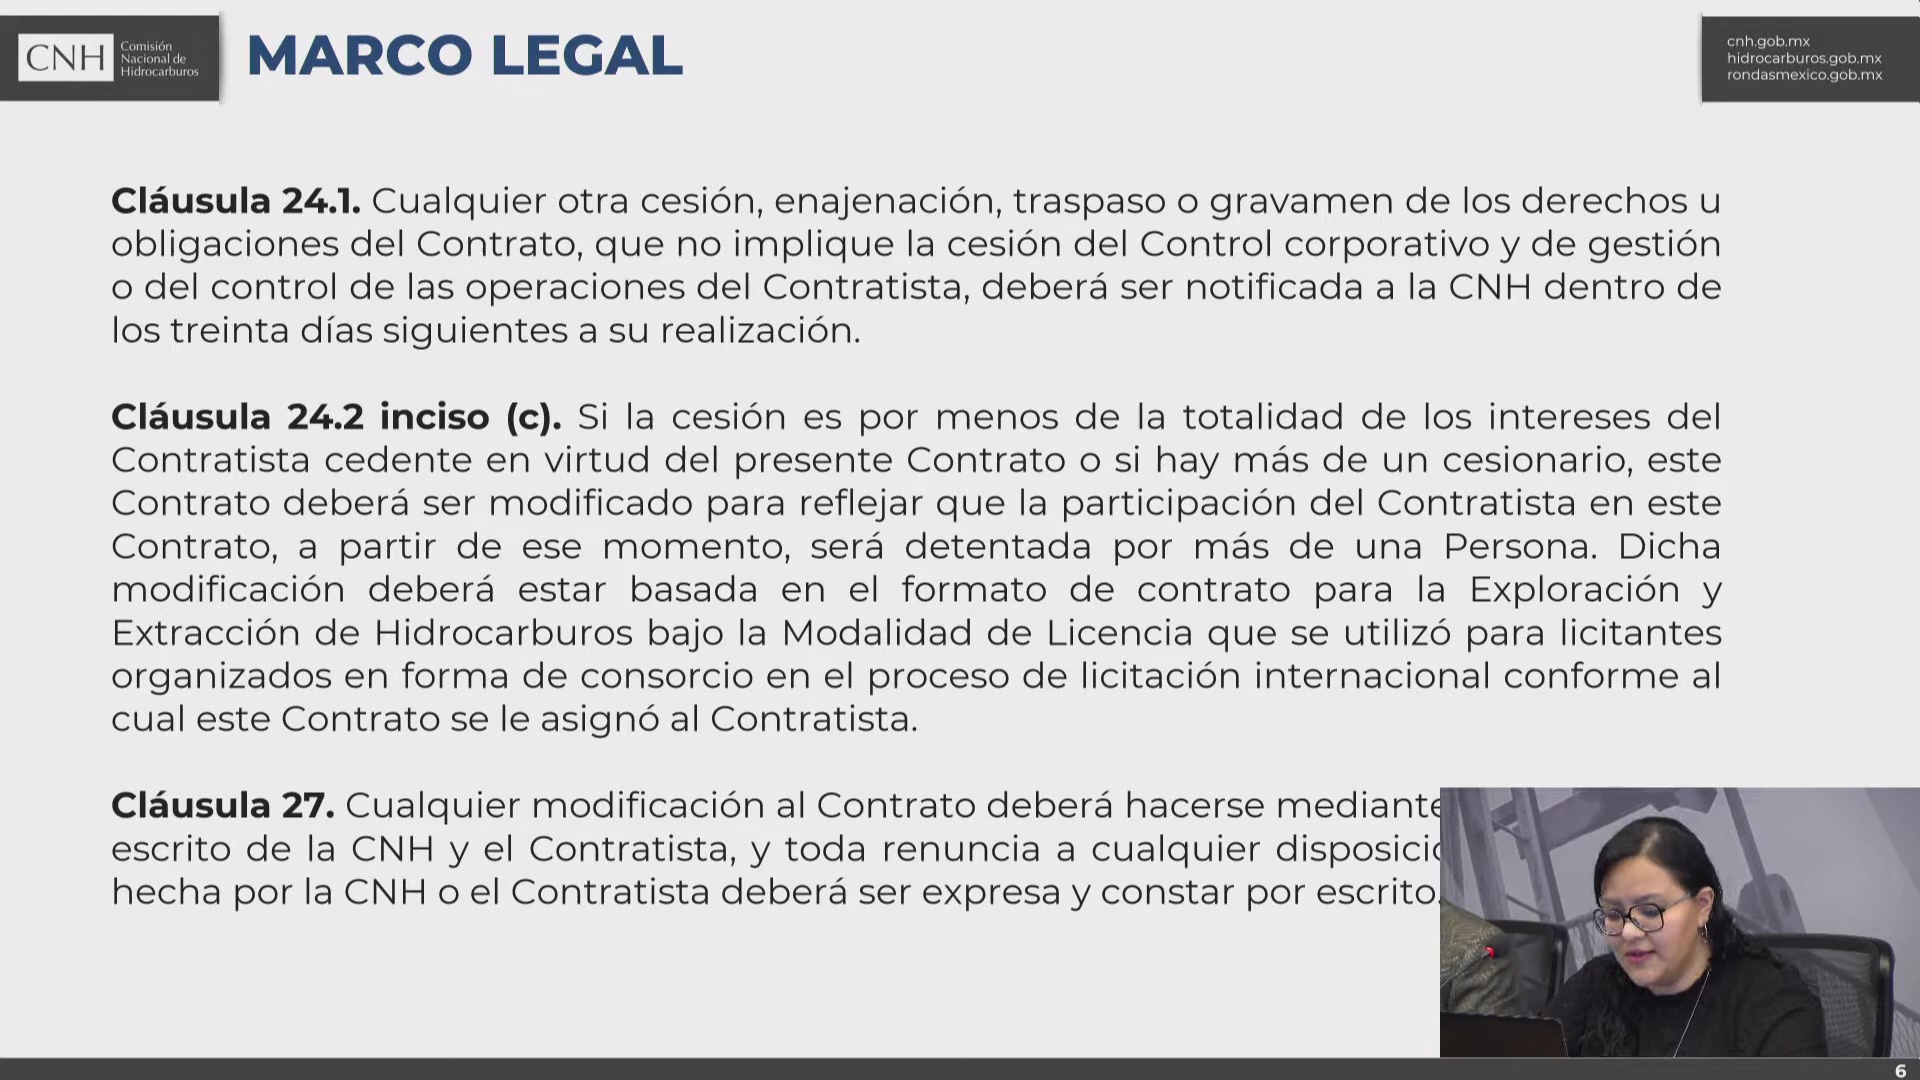 CNH
Comisión
Nacional de
Hidrocarburos
MARCO LEGAL
cnh.gob.mx
hidrocarburos.gob.mx
rondasmexico.gob.mx
Cláusula 24.1. Cualquier otra cesión, enajenación, traspaso o gravamen de los derechos u
obligaciones del Contrato, que no implique la cesión del Control corporativo y de gestión
o del control de las operaciones del Contratista, deberá ser notificada a la CNH dentro de
los treinta días siguientes a su realización.
Cláusula 24.2 inciso (c). Si la cesión es por menos de la totalidad de los intereses del
Contratista cedente en virtud del presente Contrato o si hay más de un cesionario, este
Contrato deberá ser modificado para reflejar que la participación del Contratista en este
Contrato, a partir de ese momento, será detentada por más de una Persona. Dicha
modificación deberá estar basada en el formato de contrato para la Exploración y
Extracción de Hidrocarburos bajo la Modalidad de Licencia que se utilizó para licitantes
organizados en forma de consorcio en el proceso de licitación internacional conforme al
cual este Contrato se le asignó al Contratista.
Cláusula 27. Cualquier modificación al Contrato deberá hacerse mediante
escrito de la CNH y el Contratista, y toda renuncia a cualquier
hecha por la CNH o el Contratista deberá ser expresa y constar por escrito.
6